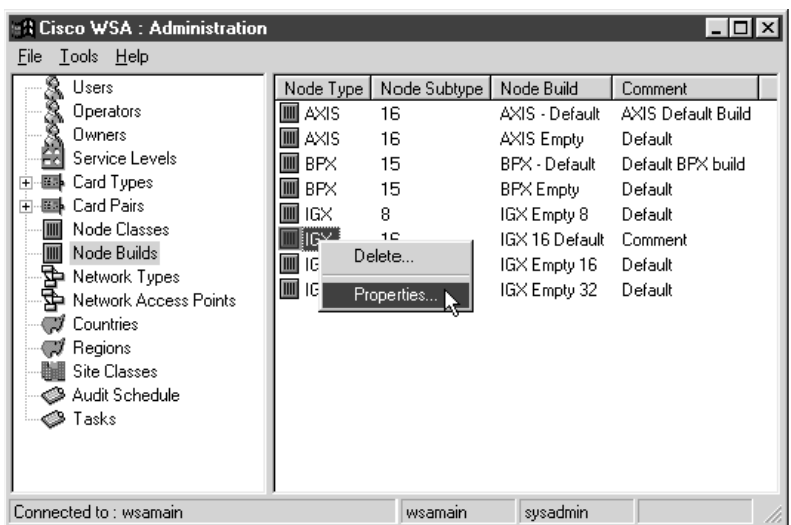 Cisco WSA : Administration
File Tools Help
Users
Operators
Owners
Service Levels
Card Types
Card Pairs
Node Classes
Node Builds
Network Types
Network Access Points
Countries
Regions
Site Classes
Audit Schedule
Tasks
Node Type Node Subtype Node Build Comment
AXIS 16 AXIS - Default AXIS Default Build
AXIS 16 AXIS Empty Default
BPX 15 BPX - Default Default BPX build
BPX 15 BPX Empty Default
IGX 8 IGX Empty 8 Default
IGX 16 IGX 16 Default Comment
IG IGX Empty 16 Default
IG IGX Empty 32 Default
Delete...
Properties...
Connected to : wsamain wsamain sysadmin